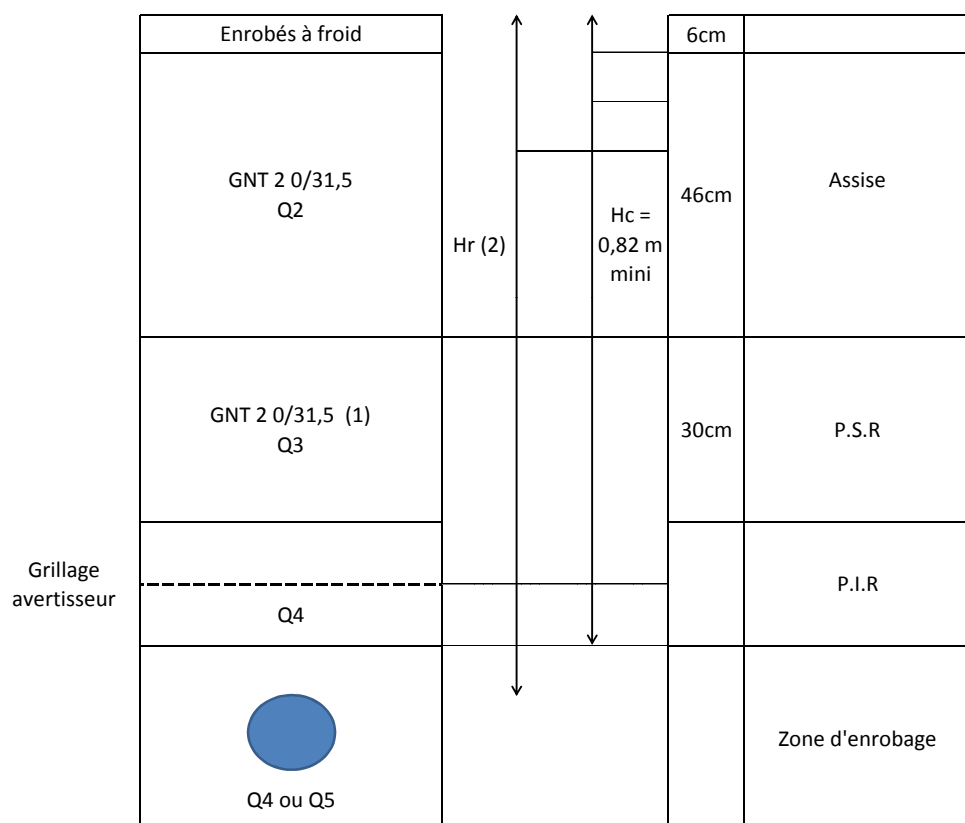 Enrobés à froid
6cm
GNT 2 0/31,5
Q2
Hr (2)
Hc =
0,82 m
mini
46cm
Assise
GNT 2 0/31,5 (1)
Q3
30cm
P.S.R
Grillage
avertisseur
Q4
P.I.R
Q4 ou Q5
Zone d'enrobage